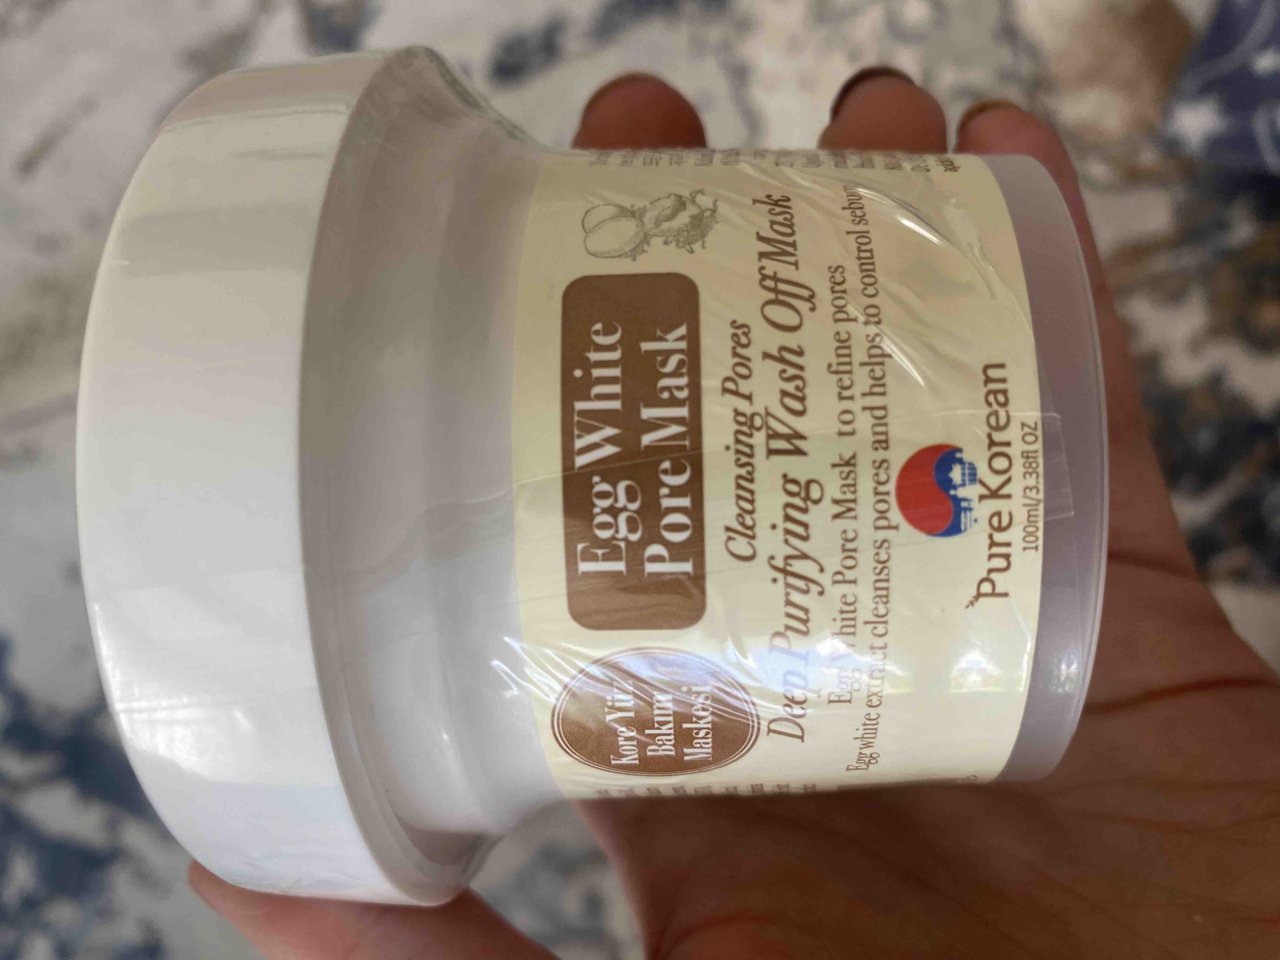 Kore Yüz
Bakım
Maskesi
Egg White
Pore Mask
Cleansing Pores
Deep Purifying Wash Off Mask
Egg White Pore Mask to refine pores
Egg white extract cleanses pores and helps to control sebum
Pure Korean
100ml/3.38fl OZ